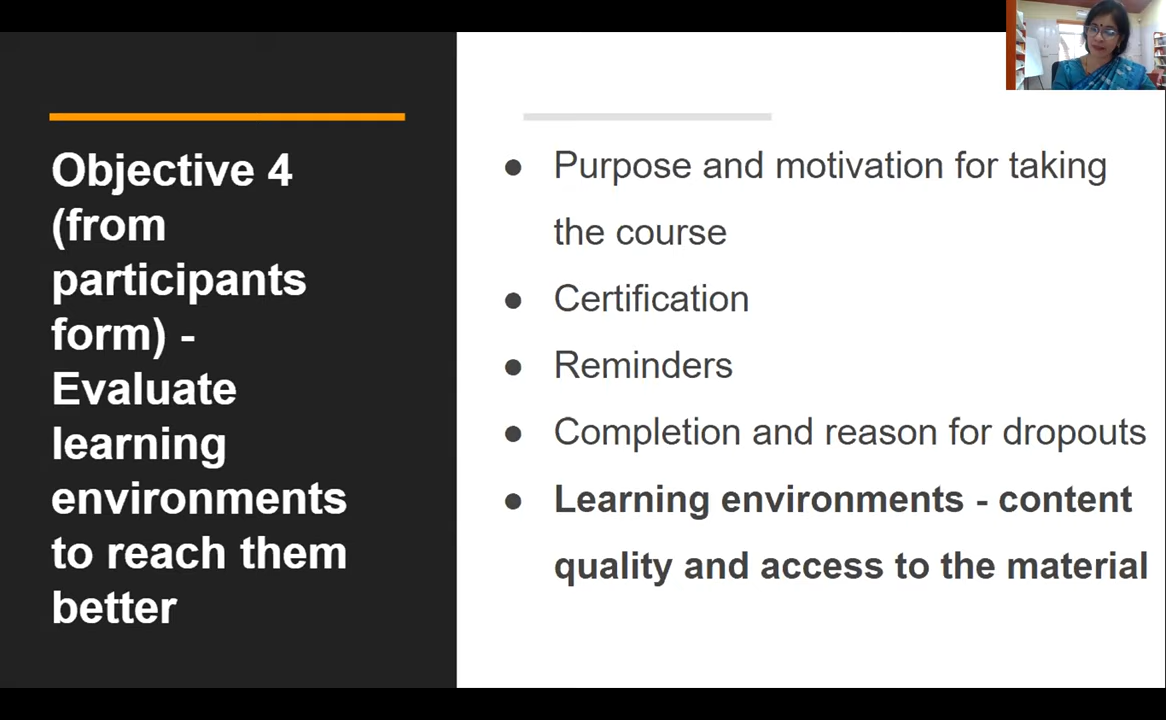 Objective 4
(from
participants
form) -
Evaluate
learning
environments
to reach them
better
● Purpose and motivation for taking
the course
● Certification
● Reminders
● Completion and reason for dropouts
● Learning environments - content
quality and access to the material